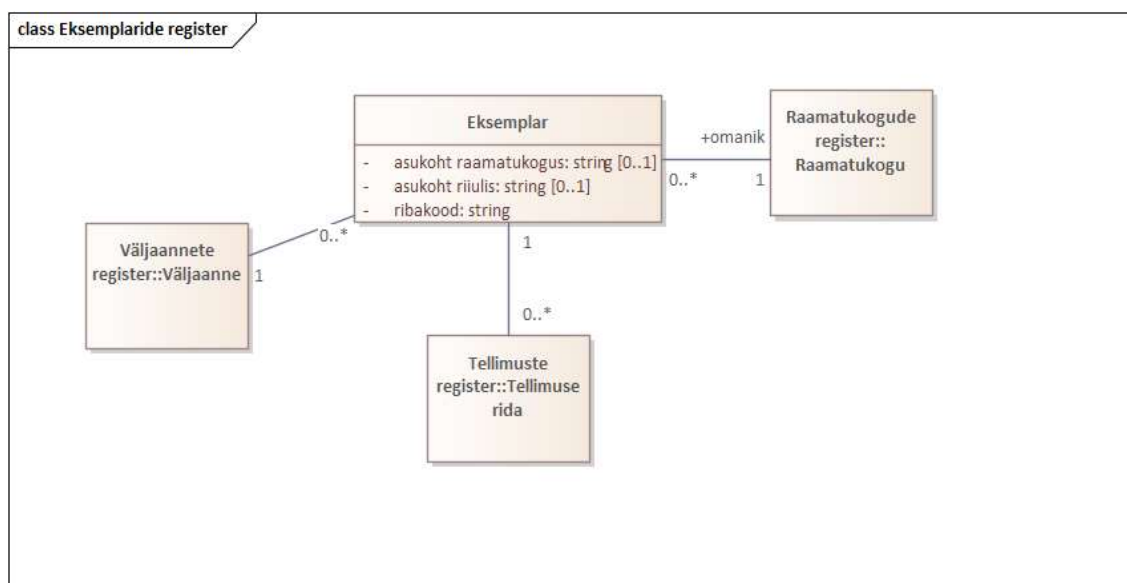 class Eksemplaride register
Eksemplar
- asukoht raamatukogus: string [0..1]
- asukoht riiulis: string [0..1]
- ribakood: string
Raamatukogude
register::
Raamatukogu
+omanik
0..*
1
Väljaannete
register::Väljaanne
0..*
1
1
0..*
Tellimuste
register::Tellimuse
rida